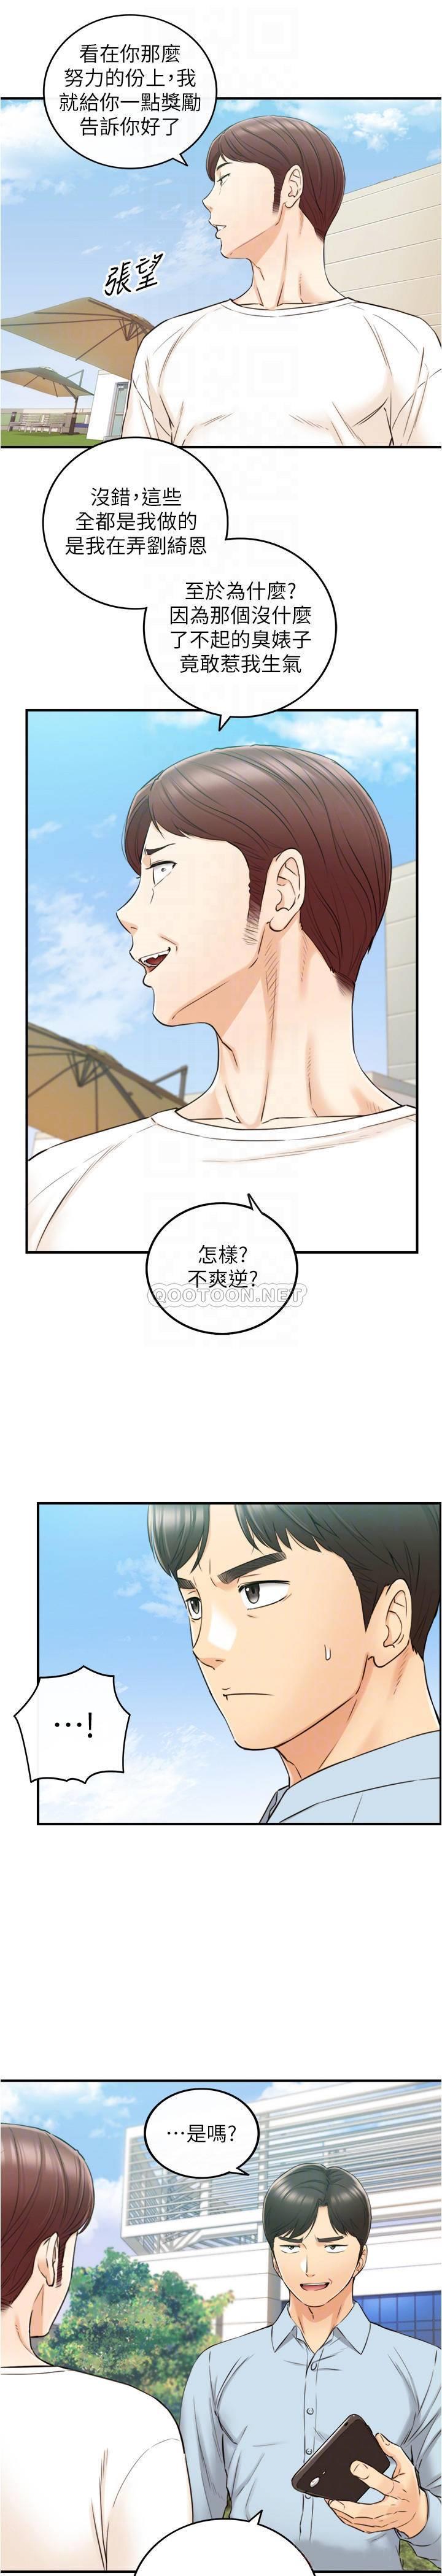 看在你那麼
努力的份上,我
就給你一點獎勵
告訴你好了
張望
沒錯,這些
全都是我做的
是我在弄劉綺恩
至於為什麼?
因為那個沒什麼
了不起的臭婊子
竟敢惹我生氣
怎樣?
不爽逆?
QOOTOON.NET
…!
…是嗎?